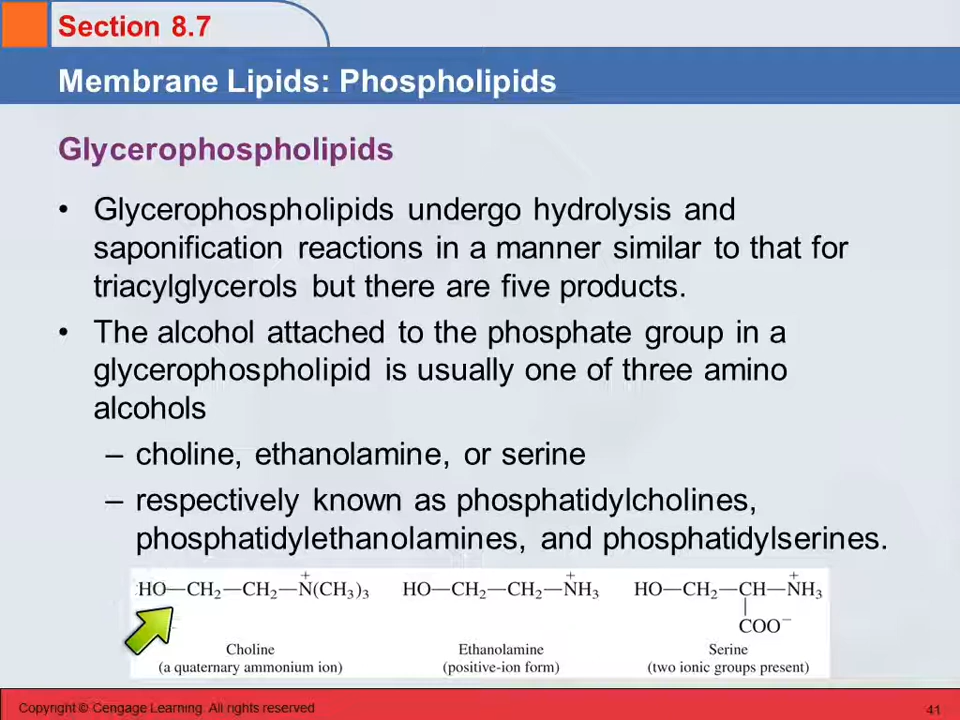 Section 8.7
Membrane Lipids: Phospholipids
Glycerophospholipids
• Glycerophospholipids undergo hydrolysis and
saponification reactions in a manner similar to that for
triacylglycerols but there are five products.
• The alcohol attached to the phosphate group in a
glycerophospholipid is usually one of three amino
alcohols
– choline, ethanolamine, or serine
– respectively known as phosphatidylcholines,
phosphatidylethanolamines, and phosphatidylserines.
HO—CH₂—CH₂—N⁺(CH₃)₃ HO—CH₂—CH₂—N⁺H₃ HO—CH₂—CH—N⁺H₃
COO⁻
Choline Ethanolamine Serine
(a quaternary ammonium ion) (positive-ion form) (two ionic groups present)
Copyright © Cengage Learning. All rights reserved 41